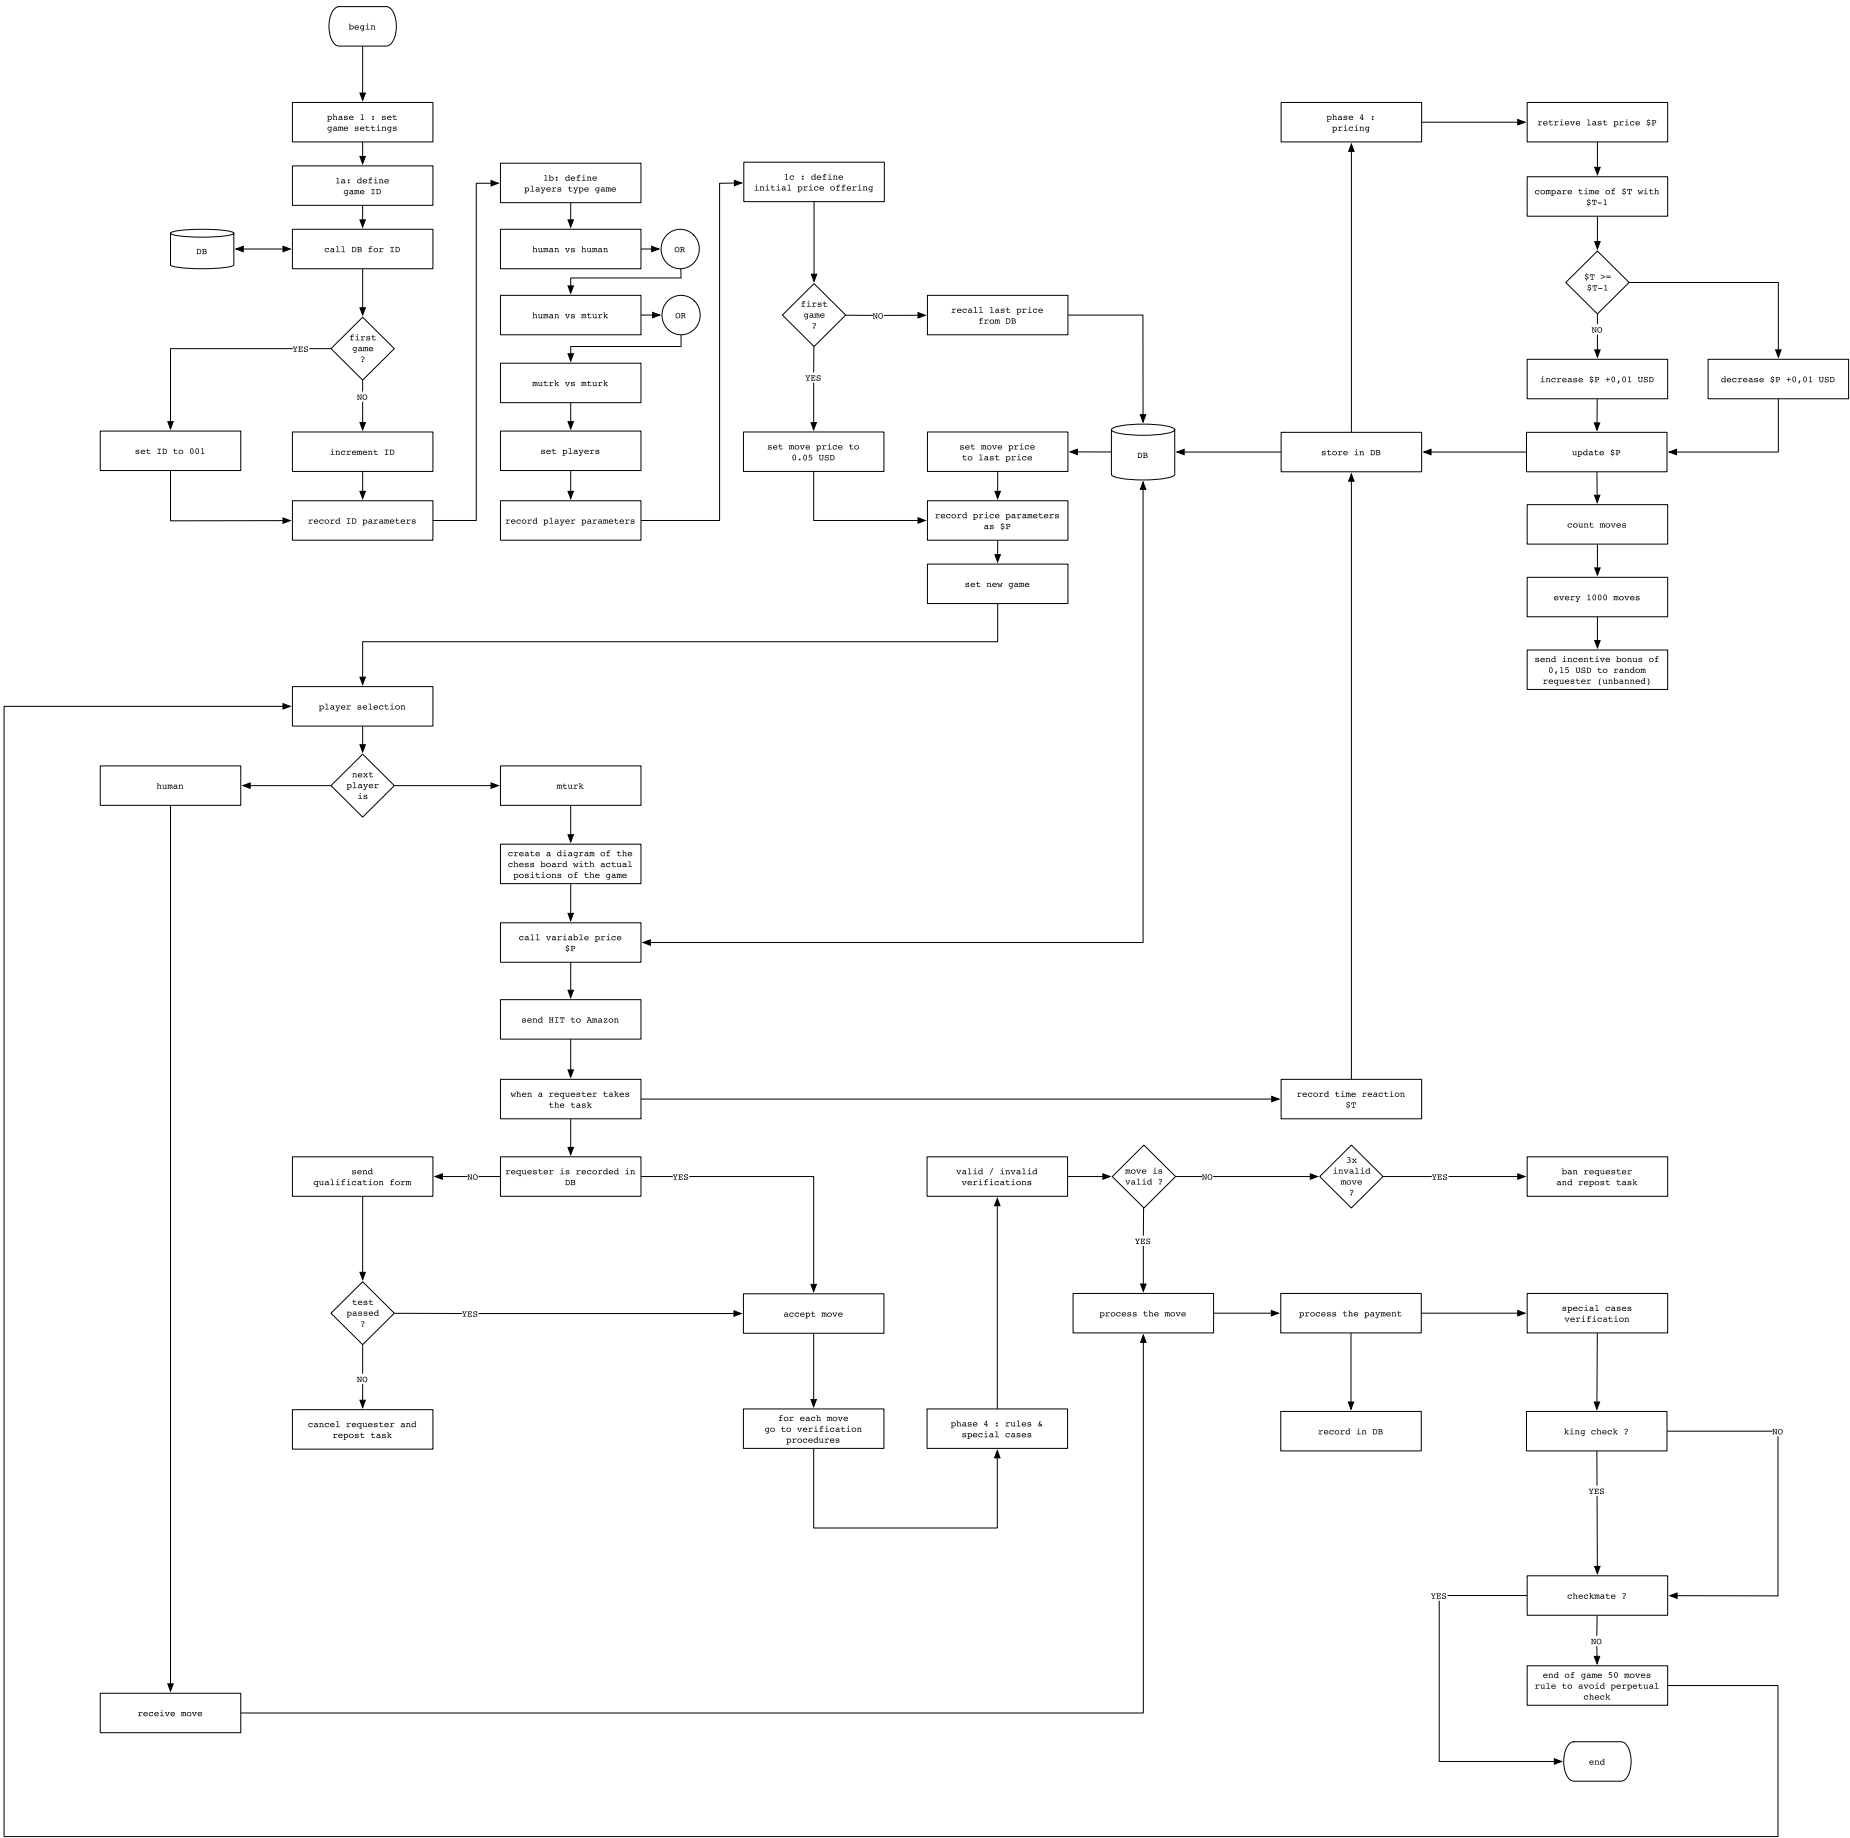 begin
phase 1 : set
game settings
1a: define
game ID
DB
call DB for ID
first
game
?
YES
NO
set ID to 001
increment ID
record ID parameters
1b: define
players type game
human vs human
OR
human vs mturk
OR
mutrk vs mturk
set players
record player parameters
1c : define
initial price offering
first
game
?
NO
recall last price
from DB
YES
set move price to
0.05 USD
set move price
to last price
DB
record price parameters
as $P
set new game
phase 4 :
pricing
retrieve last price $P
compare time of $T with
$T-1
$T >=
$T-1
NO
increase $P +0,01 USD
decrease $P +0,01 USD
store in DB
update $P
count moves
every 1000 moves
send incentive bonus of
0,15 USD to random
requester (unbanned)
player selection
human
next
player
is
mturk
create a diagram of the
chess board with actual
positions of the game
call variable price
$P
send HIT to Amazon
when a requester takes
the task
record time reaction
$T
send
qualification form
NO
requester is recorded in
DB
YES
test
passed
?
YES
NO
cancel requester and
repost task
accept move
for each move
go to verification
procedures
phase 4 : rules &
special cases
valid / invalid
verifications
move is
valid ?
NO
3x
invalid
move
?
YES
ban requester
and repost task
YES
process the move
process the payment
special cases
verification
record in DB
king check ?
NO
YES
checkmate ?
YES
NO
end of game 50 moves
rule to avoid perpetual
check
receive move
end